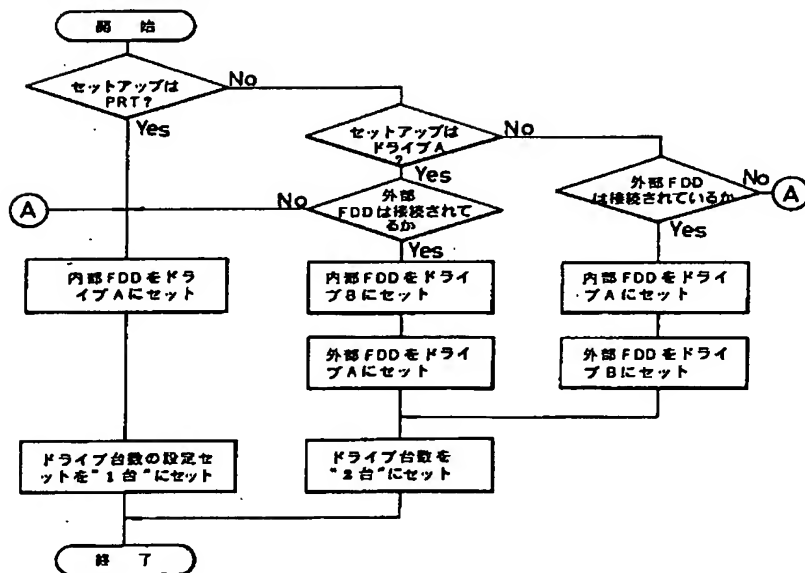 開 始
セットアップは
PRT?
No
Yes
セットアップは
ドライブA
?
No
Yes
外部
FDDは接続されて
るか
No
Yes
A
外部FDD
は接続されているか
No
Yes
A
内部FDDをドラ
イブAにセット
内部FDDをドライ
ブBにセット
内部FDDをドライ
ブAにセット
外部FDDをドライ
ブAにセット
外部FDDをドライ
ブBにセット
ドライブ台数の設定セ
ットを"1台"にセット
ドライブ台数を
"2台"にセット
終 了